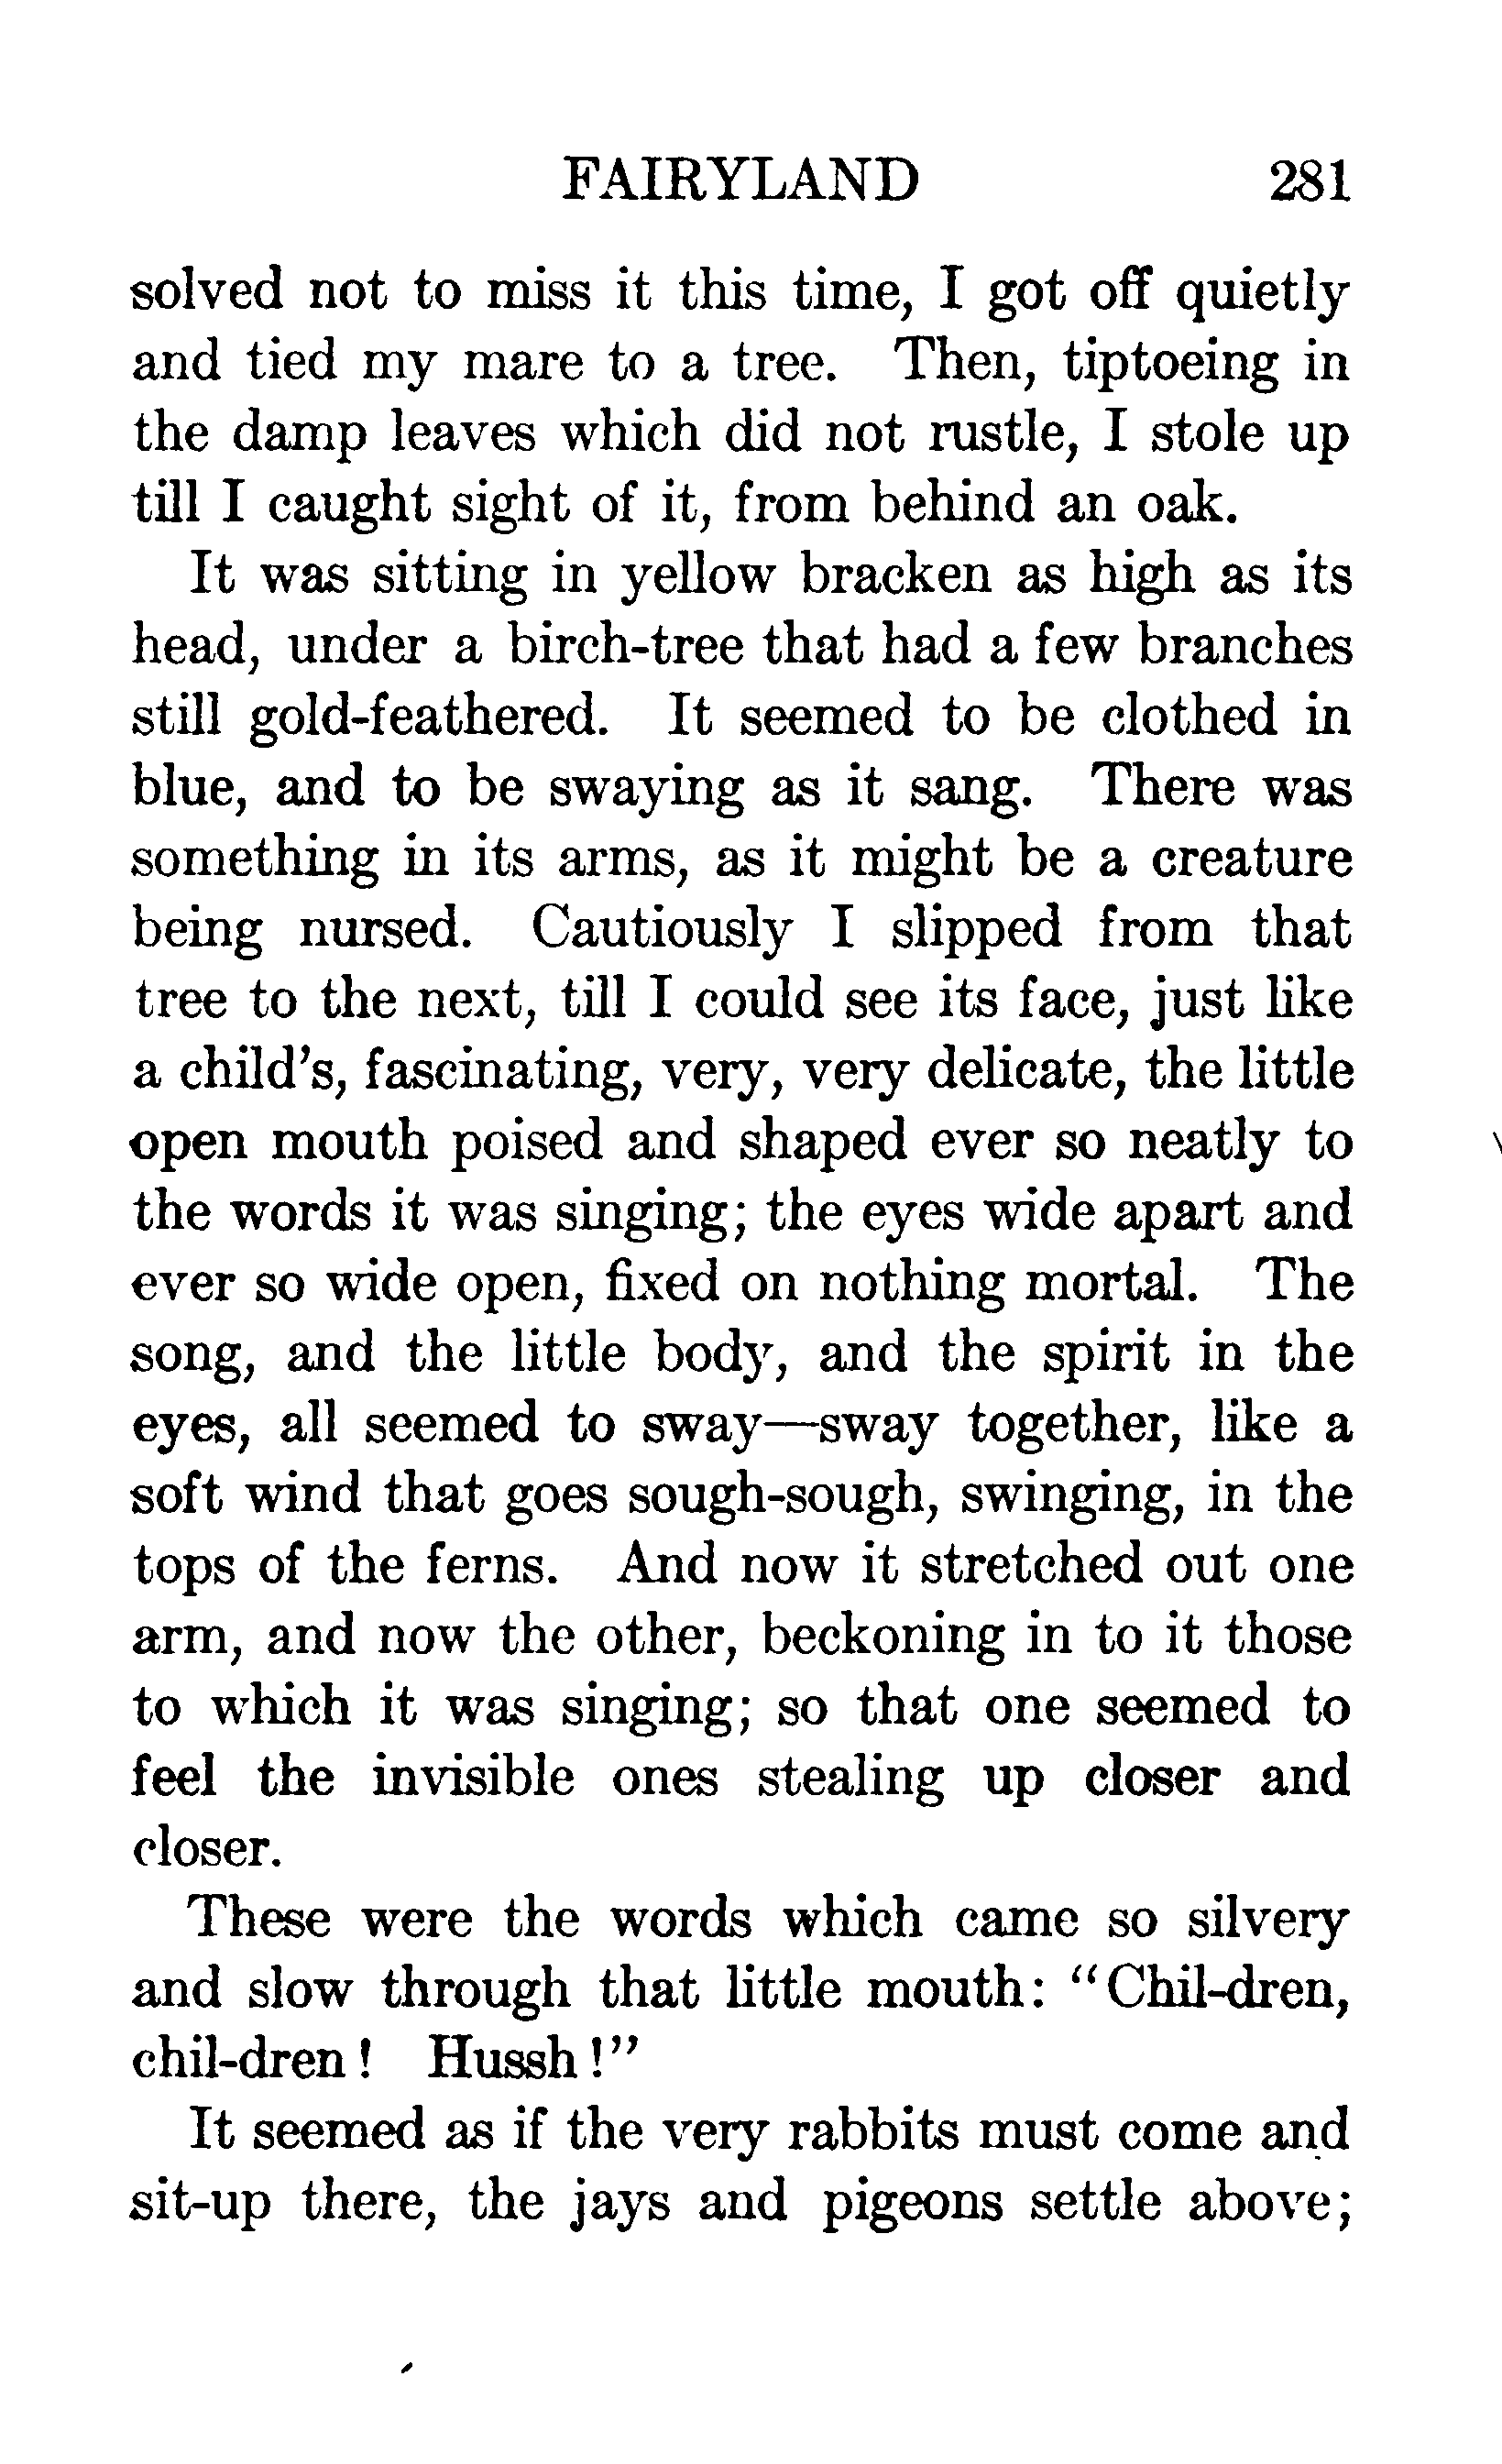 FAIRYLAND 281
solved not to miss it this time, I got off quietly
and tied my mare to a tree. Then, tiptoeing in
the damp leaves which did not rustle, I stole up
till I caught sight of it, from behind an oak.
It was sitting in yellow bracken as high as its
head, under a birch-tree that had a few branches
still gold-feathered. It seemed to be clothed in
blue, and to be swaying as it sang. There was
something in its arms, as it might be a creature
being nursed. Cautiously I slipped from that
tree to the next, till I could see its face, just like
a child's, fascinating, very, very delicate, the little
open mouth poised and shaped ever so neatly to
the words it was singing; the eyes wide apart and
ever so wide open, fixed on nothing mortal. The
song, and the little body, and the spirit in the
eyes, all seemed to sway—sway together, like a
soft wind that goes sough-sough, swinging, in the
tops of the ferns. And now it stretched out one
arm, and now the other, beckoning in to it those
to which it was singing; so that one seemed to
feel the invisible ones stealing up closer and
closer.
These were the words which came so silvery
and slow through that little mouth: "Chil-dren,
chil-dren! Hussh!"
It seemed as if the very rabbits must come and
sit-up there, the jays and pigeons settle above;